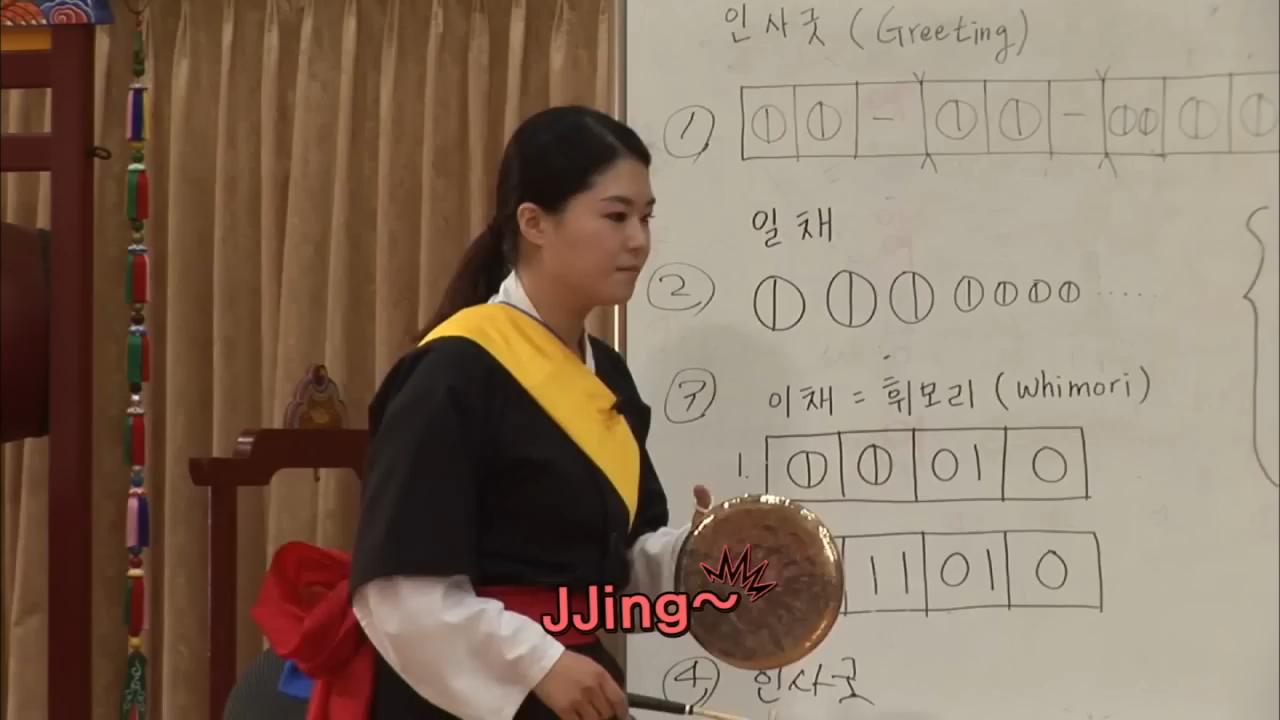 인사굿 (Greeting)
① ⏀ ⏀ - ⏀ ⏀ - ⏀⏀ ⏀ ⏀
일채
② ⏀ ⏀ ⏀ ⏀ ⏀ ⏀ ⏀ .....
③ 이채 = 휘모리 (whimori)
1. ⏀ ⏀ ○| ○
|| ○| ○
JJing~
④ 인사굿